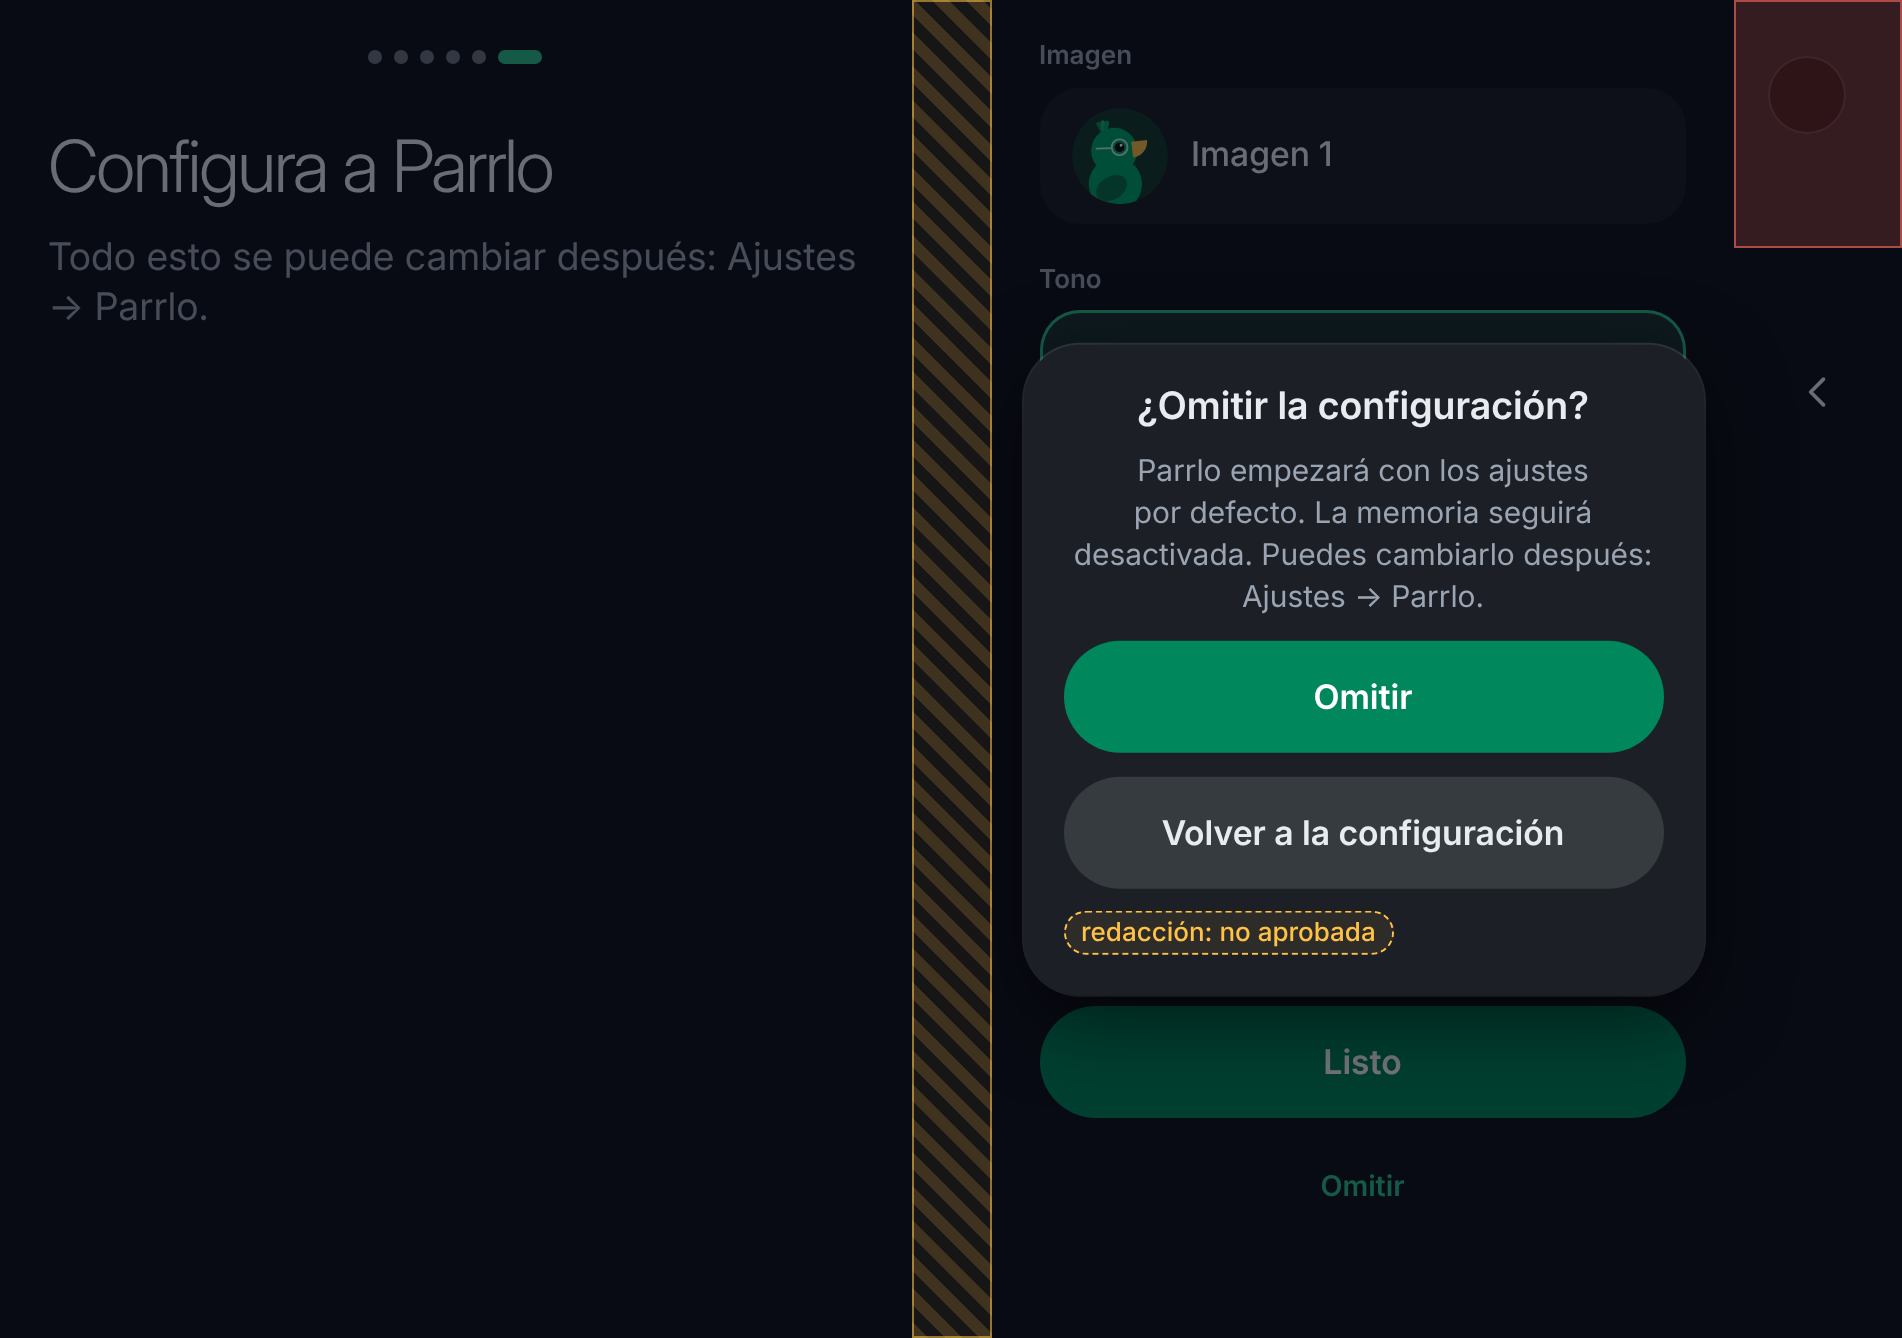 Configura a Parrlo
Todo esto se puede cambiar después: Ajustes
→ Parrlo.
Imagen
Imagen 1
Tono
¿Omitir la configuración?
Parrlo empezará con los ajustes
por defecto. La memoria seguirá
desactivada. Puedes cambiarlo después:
Ajustes → Parrlo.
Omitir
Volver a la configuración
redacción: no aprobada
Listo
Omitir